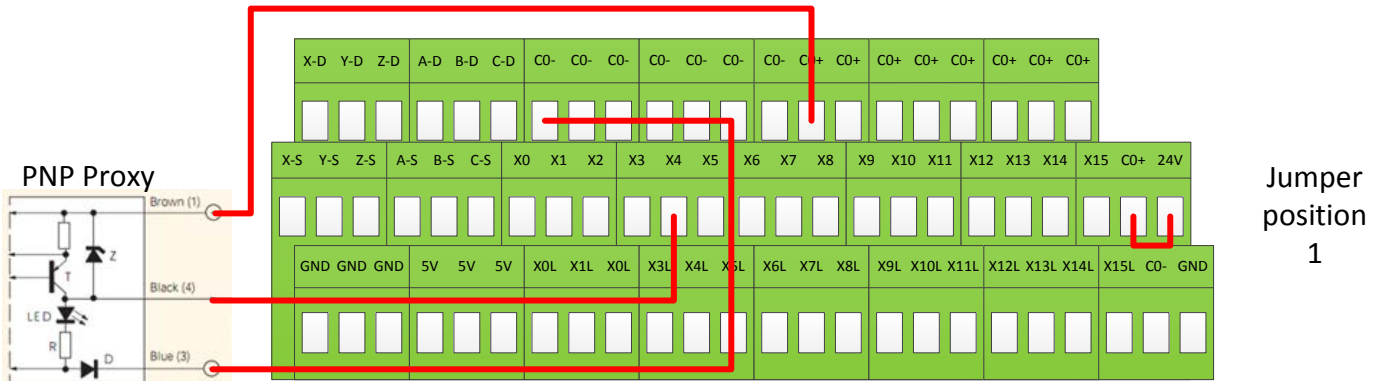 X-D Y-D Z-D A-D B-D C-D C0- C0- C0- C0- C0- C0- C0- C0+ C0+ C0+ C0+ C0+ C0+ C0+ C0+
X-S Y-S Z-S A-S B-S C-S X0 X1 X2 X3 X4 X5 X6 X7 X8 X9 X10 X11 X12 X13 X14 X15 C0+ 24V
PNP Proxy
Jumper
position
1
Brown (1)
Z
T
GND GND GND 5V 5V 5V X0L X1L X0L X3L X4L X5L X6L X7L X8L X9L X10L X11L X12L X13L X14L X15L C0- GND
Black (4)
LED
R
D
Blue (3)